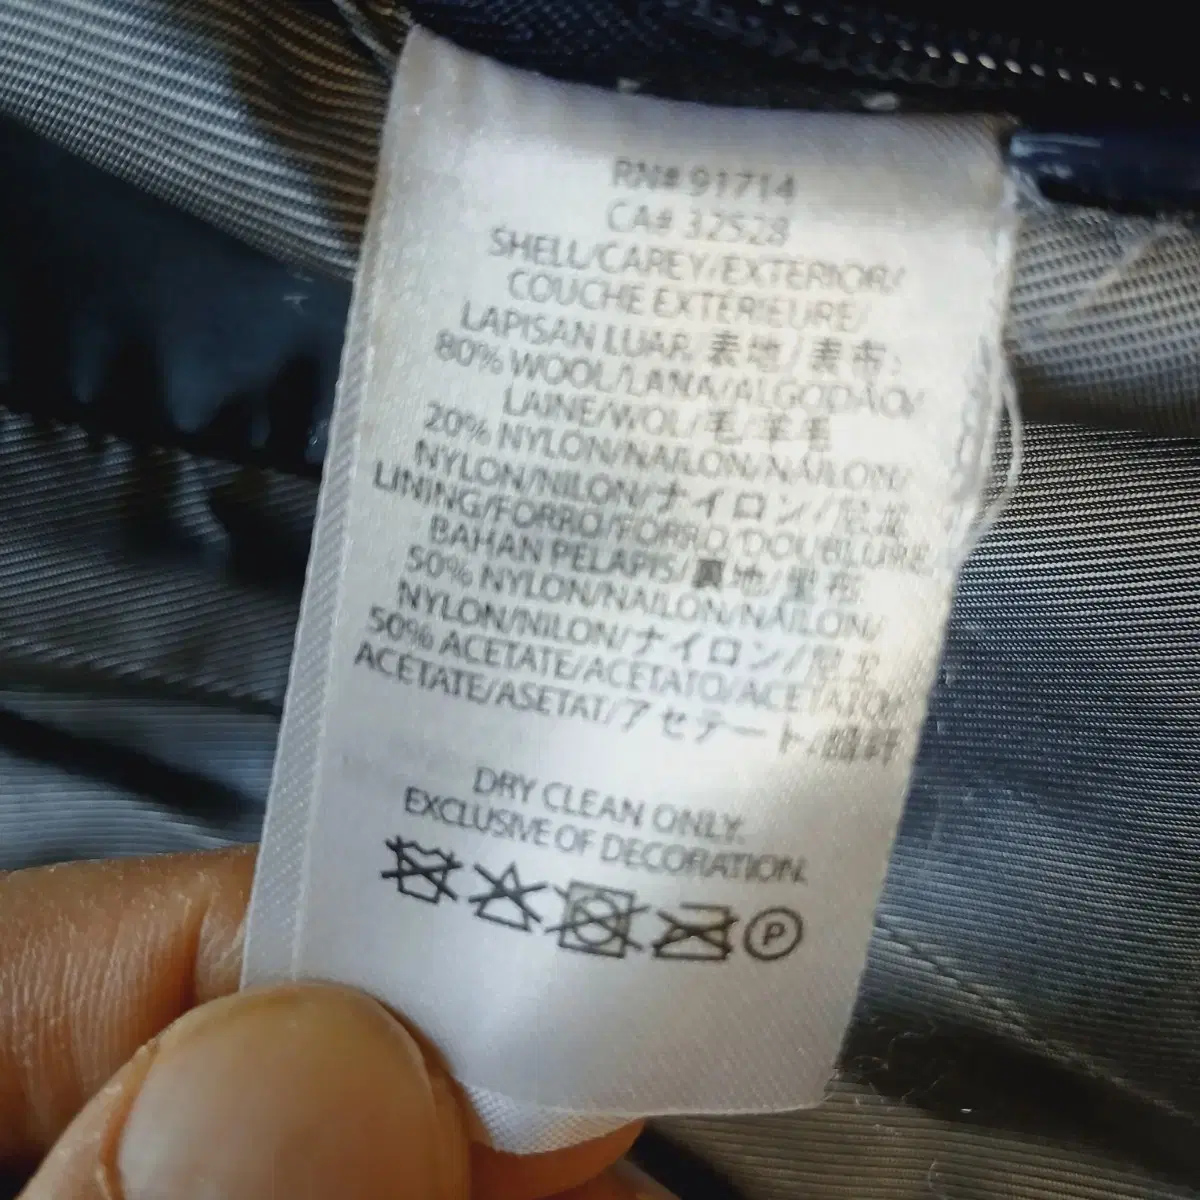 RN# 91714
CA# 32528
SHELL/CAREY/EXTERIOR/
COUCHE EXTÉRIEURE/
LAPISAN LUAR/表地/表布:
80% WOOL/LANA/ALGODÃO/
LAINE/WOL/毛/羊毛
20% NYLON/NAILON/NÁILON/
NYLON/NILON/ナイロン/尼龙
LINING/FORRO/FORRO/DOUBLURE
BAHAN PELAPIS/裏地/里布
50% NYLON/NAILON/NÁILON/
NYLON/NILON/ナイロン/尼龙
50% ACETATE/ACETATO/ACETATO/
ACETATE/ASETAT/アセテート/醋纤
DRY CLEAN ONLY.
EXCLUSIVE OF DECORATION.
P